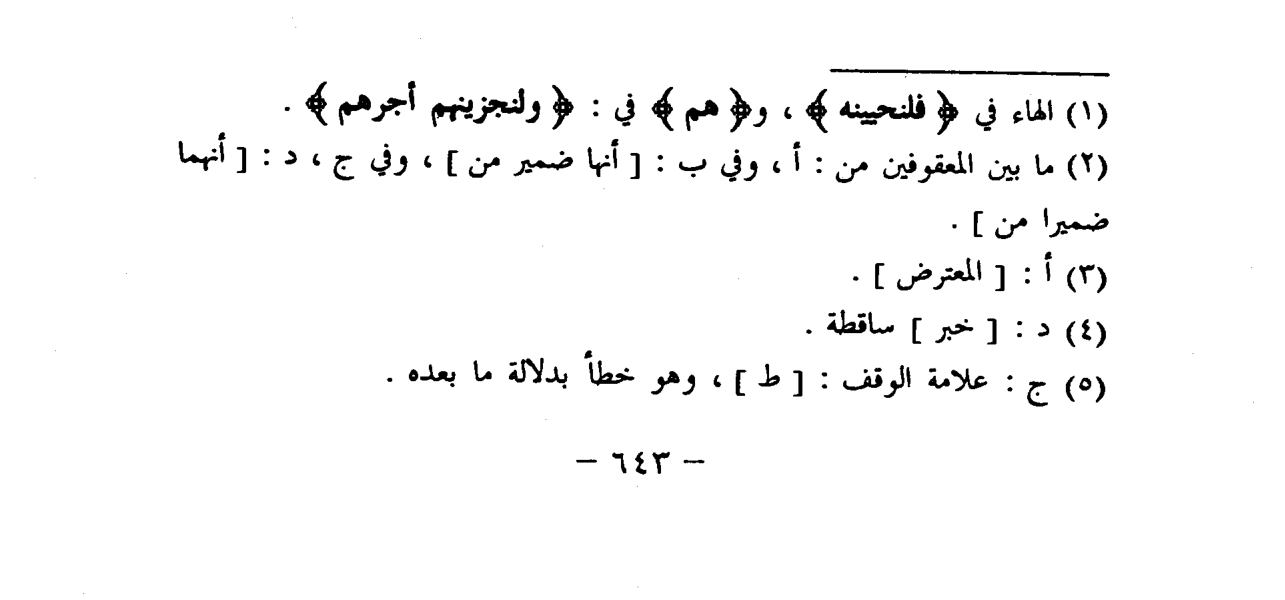 (١) الهاء في ﴿ فلنحيينه ﴾ ، و﴿ هم ﴾ في : ﴿ ولنجزينهم أجرهم ﴾ .
(٢) ما بين المعقوفين من : أ ، وفي ب : [ أنها ضمير من ] ، وفي ج ، د : [ أنهما
ضميرا من ] .
(٣) أ : [ المعترض ] .
(٤) د : [ خبر ] ساقطة .
(٥) ج : علامة الوقف : [ ط ] ، وهو خطأ بدلالة ما بعده .
– ٦٤٣ –